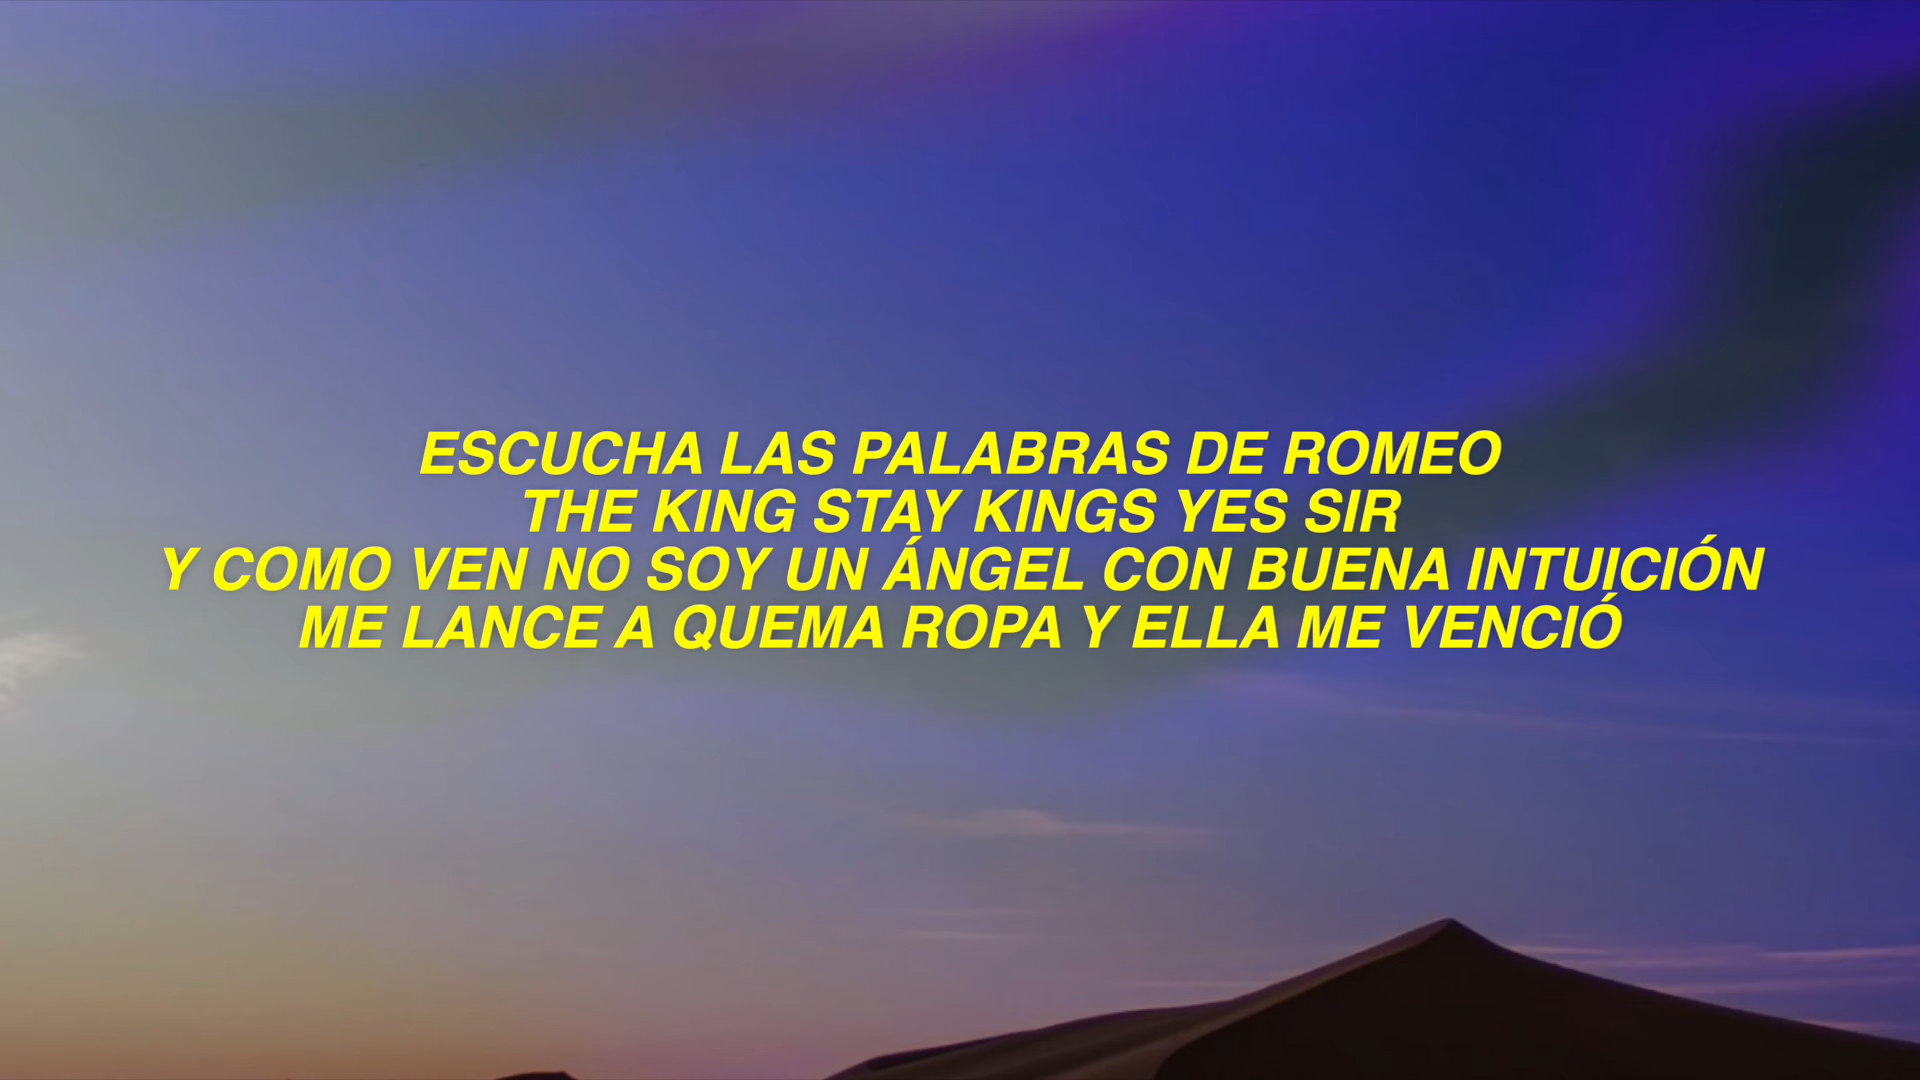 ESCUCHA LAS PALABRAS DE ROMEO
THE KING STAY KINGS YES SIR
Y COMO VEN NO SOY UN ÁNGEL CON BUENA INTUICIÓN
ME LANCE A QUEMA ROPA Y ELLA ME VENCIÓ